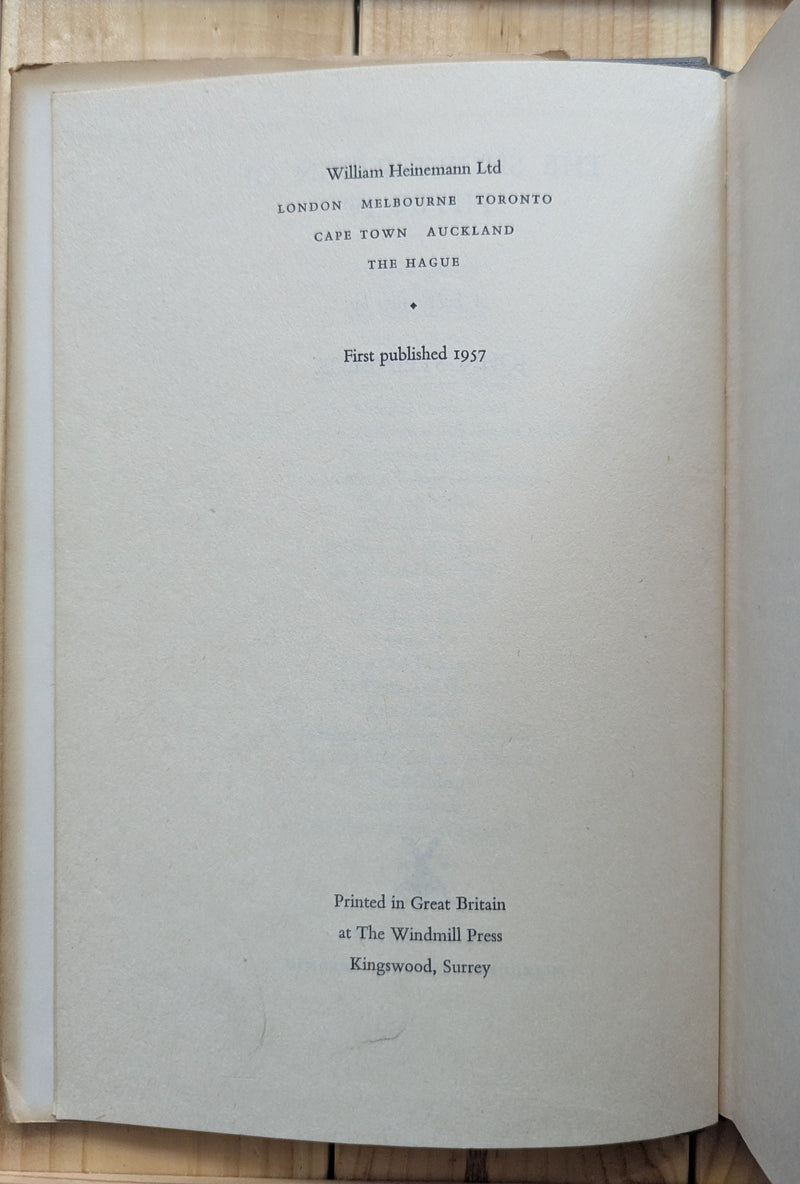 William Heinemann Ltd
LONDON MELBOURNE TORONTO
CAPE TOWN AUCKLAND
THE HAGUE
First published 1957
Printed in Great Britain
at The Windmill Press
Kingswood, Surrey